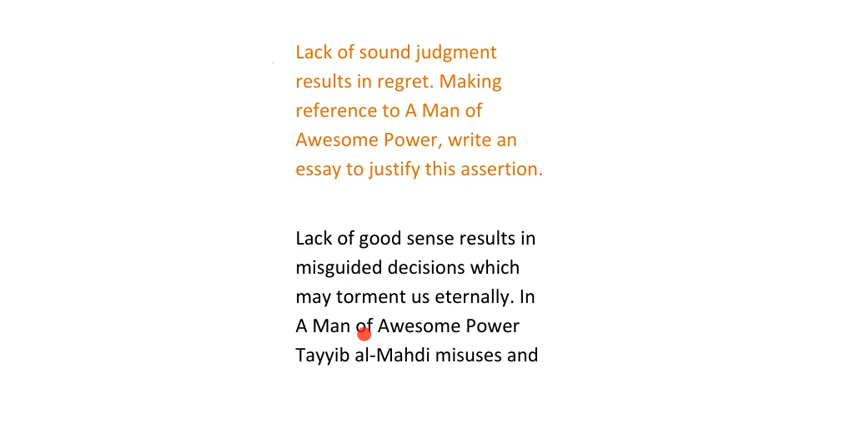 Lack of sound judgment
results in regret. Making
reference to A Man of
Awesome Power, write an
essay to justify this assertion.
Lack of good sense results in
misguided decisions which
may torment us eternally. In
A Man of Awesome Power
Tayyib al-Mahdi misuses and